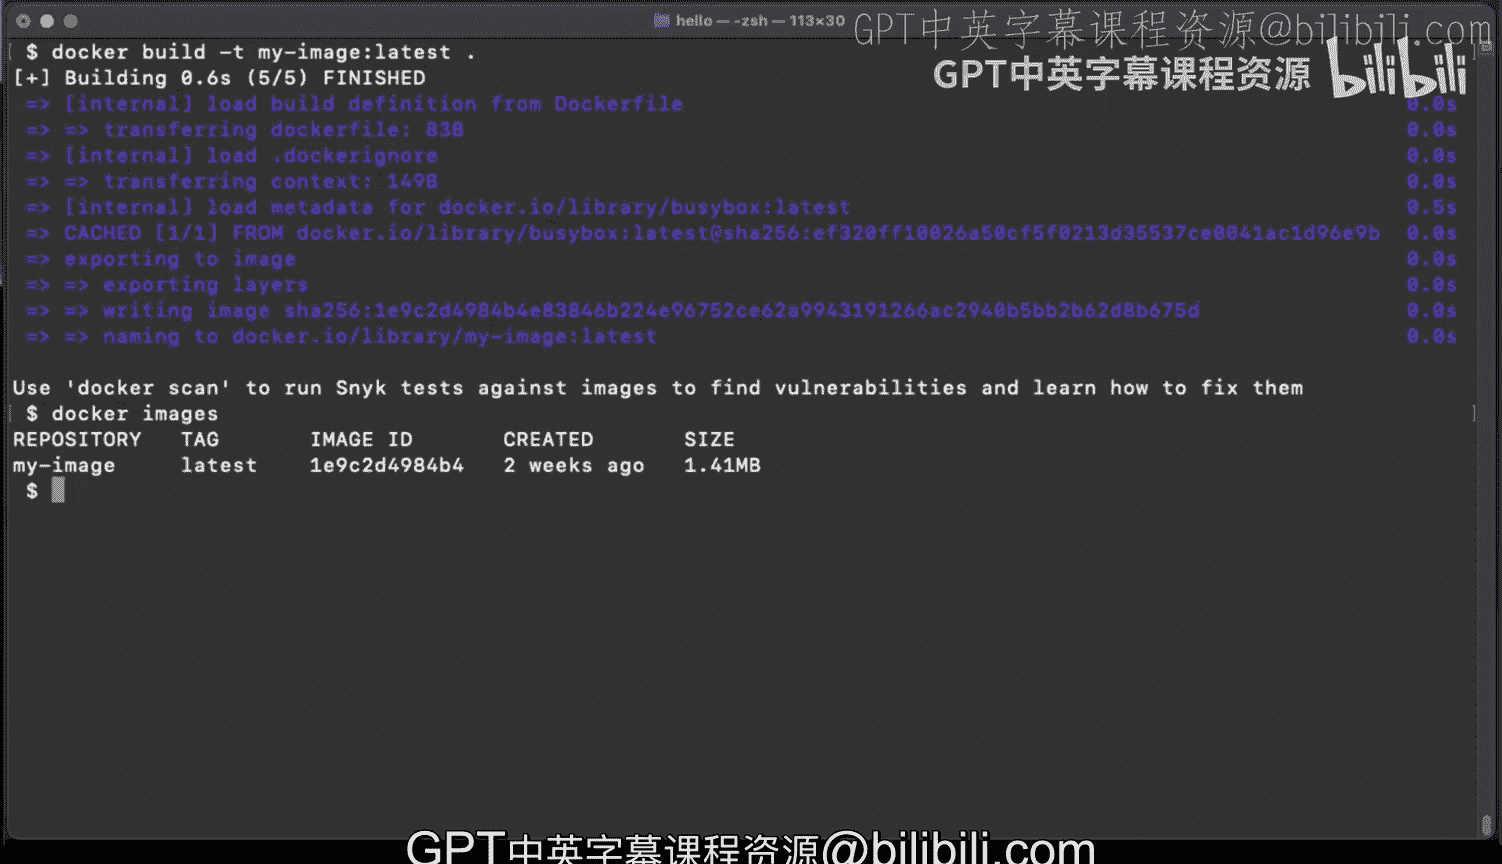 hello — -zsh — 113×30
GPT中英字幕课程资源@bilibili.com
GPT中英字幕课程资源 bilibili
$ docker build -t my-image:latest .
[+] Building 0.6s (5/5) FINISHED
=> [internal] load build definition from Dockerfile 0.0s
=> => transferring dockerfile: 83B 0.0s
=> [internal] load .dockerignore 0.0s
=> => transferring context: 149B 0.0s
=> [internal] load metadata for docker.io/library/busybox:latest 0.5s
=> CACHED [1/1] FROM docker.io/library/busybox:latest@sha256:ef320ff10026a50cf5f0213d35537ce0041ac1d96e9b 0.0s
=> exporting to image 0.0s
=> => exporting layers 0.0s
=> => writing image sha256:1e9c2d4984b4e83846b224e96752ce62a9943191266ac2940b5bb2b62d8b675d 0.0s
=> => naming to docker.io/library/my-image:latest 0.0s
Use 'docker scan' to run Snyk tests against images to find vulnerabilities and learn how to fix them
$ docker images
REPOSITORY TAG IMAGE ID CREATED SIZE
my-image latest 1e9c2d4984b4 2 weeks ago 1.41MB
$
GPT中英字幕课程资源@bilibili.com